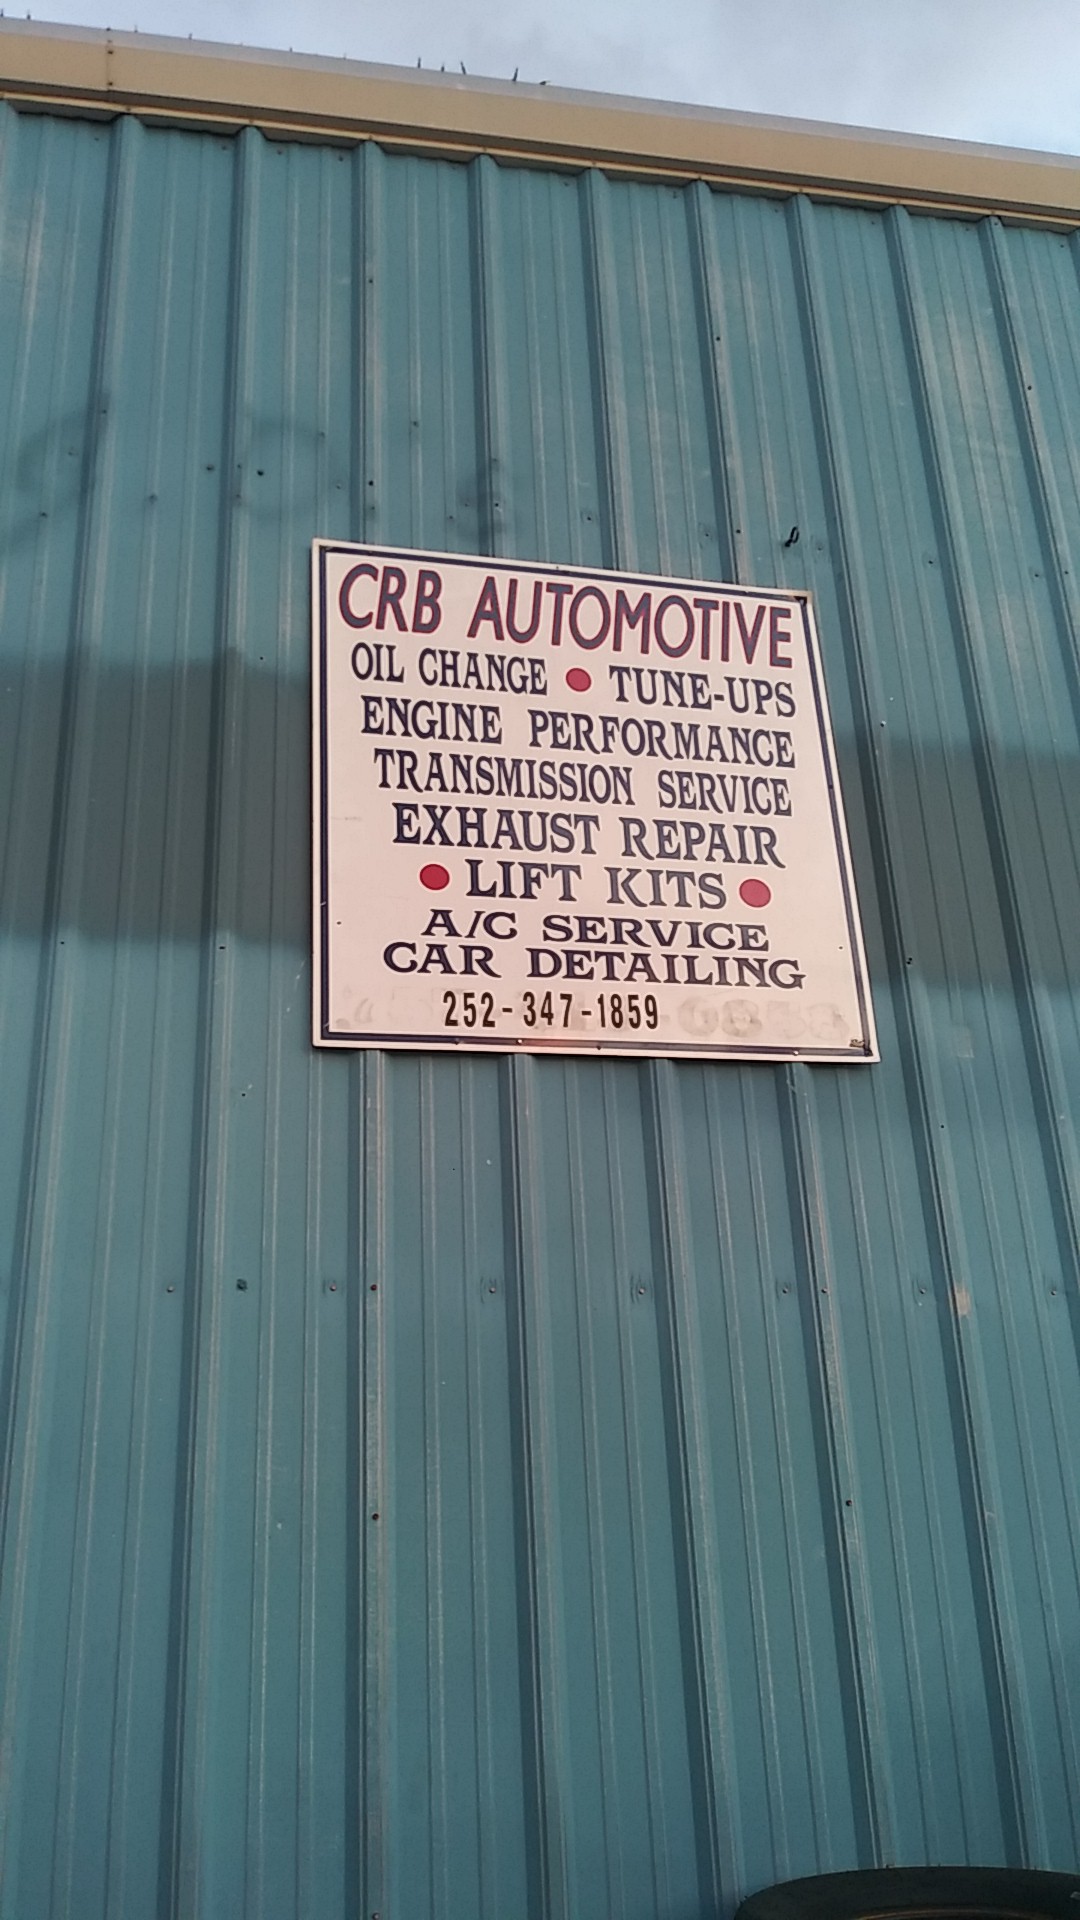 CRB AUTOMOTIVE
OIL CHANGE • TUNE-UPS
ENGINE PERFORMANCE
TRANSMISSION SERVICE
EXHAUST REPAIR
• LIFT KITS •
A/C SERVICE
CAR DETAILING
252-347-1859